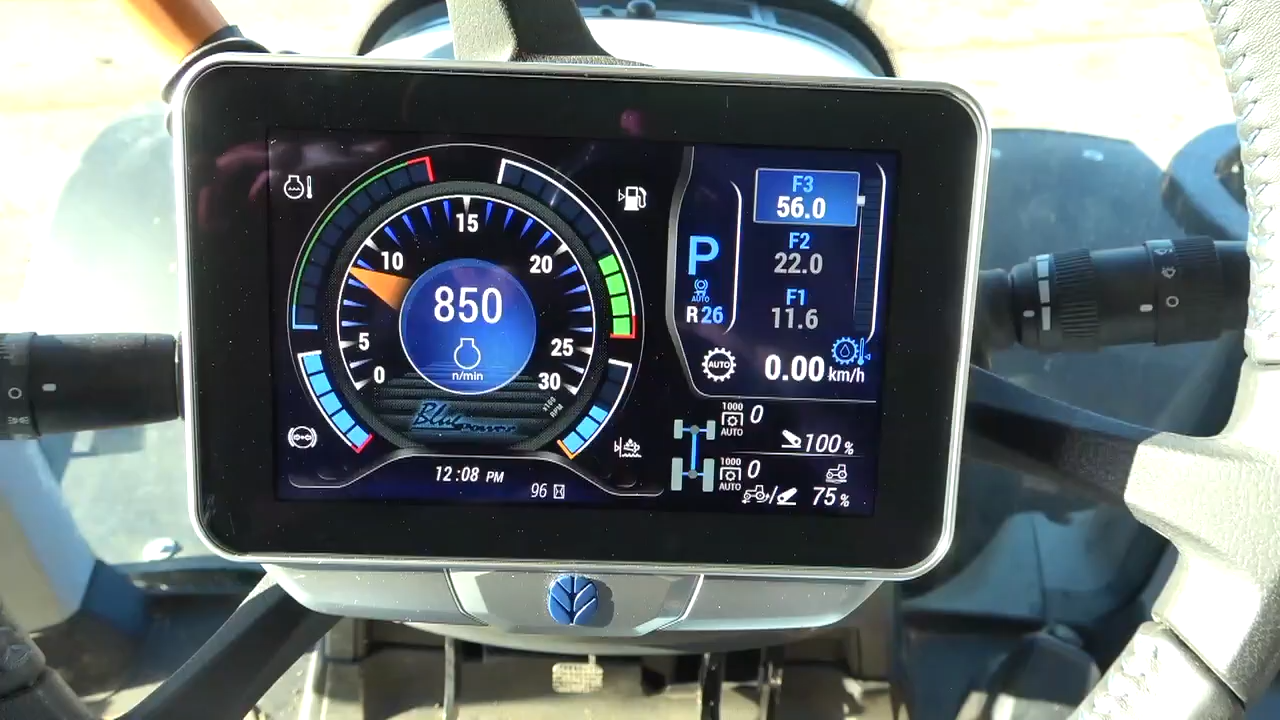 15
10
20
5
25
0
30
850
n/min
x100
RPM
Blue power
12:08 PM
96
P
AUTO
R 26
AUTO
F3
56.0
F2
22.0
F1
11.6
0.00 km/h
1000
AUTO
0
100 %
1000
AUTO
0
/
75 %